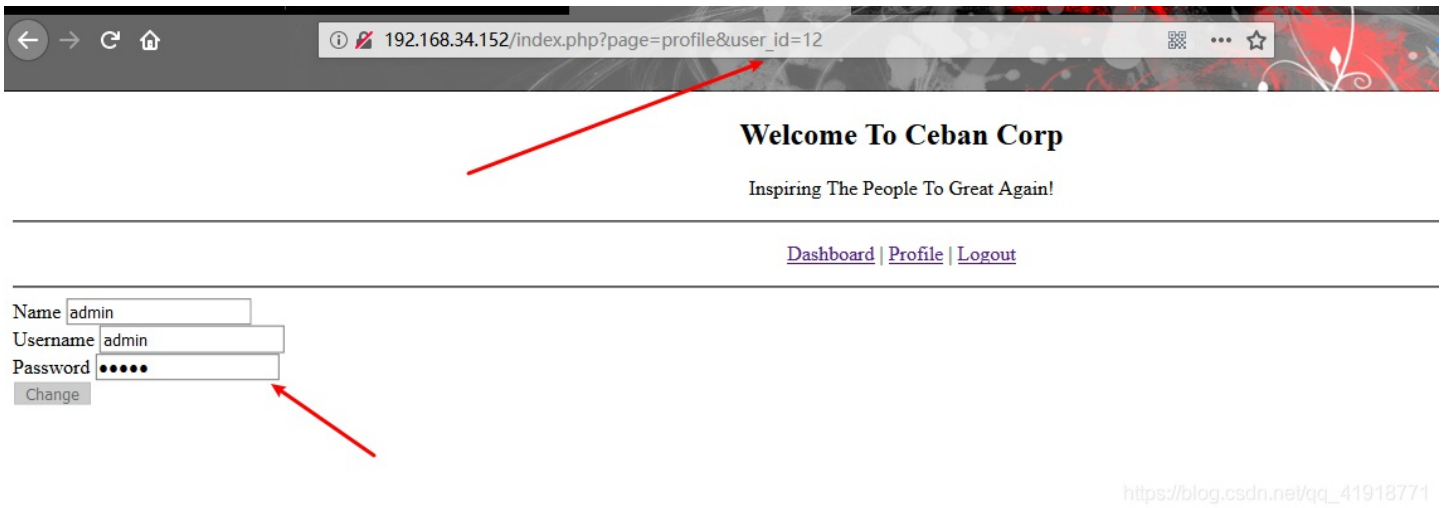 192.168.34.152/index.php?page=profile&user_id=12
Welcome To Ceban Corp
Inspiring The People To Great Again!
Dashboard | Profile | Logout
Name admin
Username admin
Password •••••
Change
https://blog.csdn.net/qq_41918771